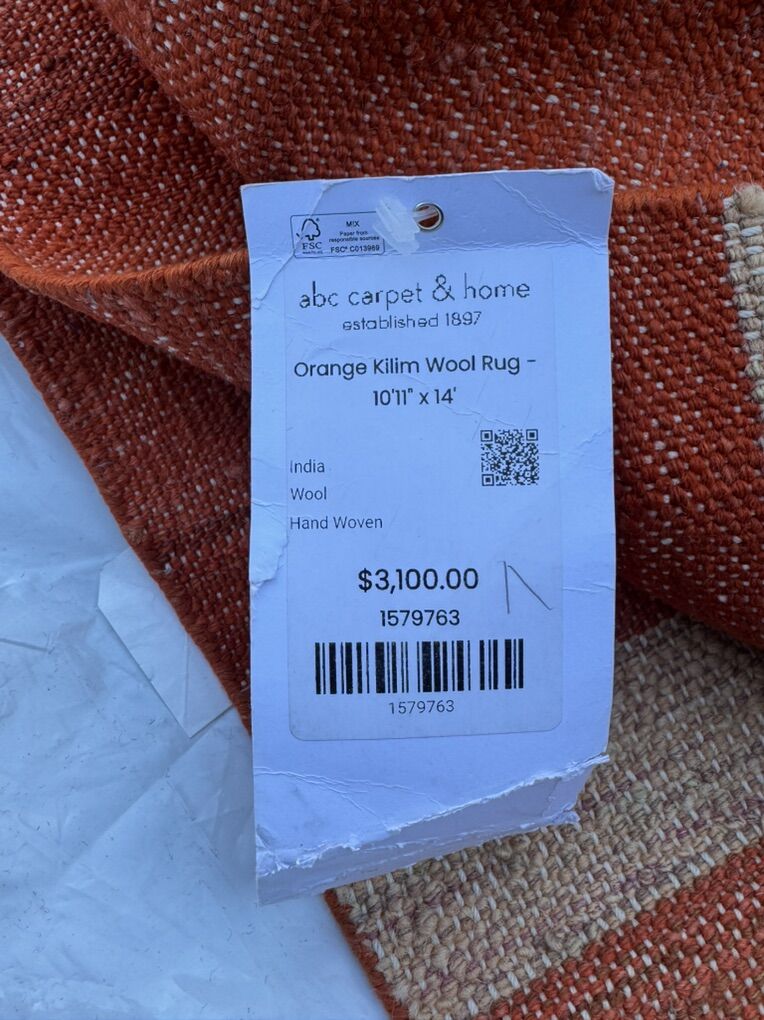 MIX
Paper from
responsible sources
FSC
FSC® C013969
abc carpet & home
established 1897
Orange Kilim Wool Rug -
10'11" x 14'
India
Wool
Hand Woven
$3,100.00
1579763
1579763